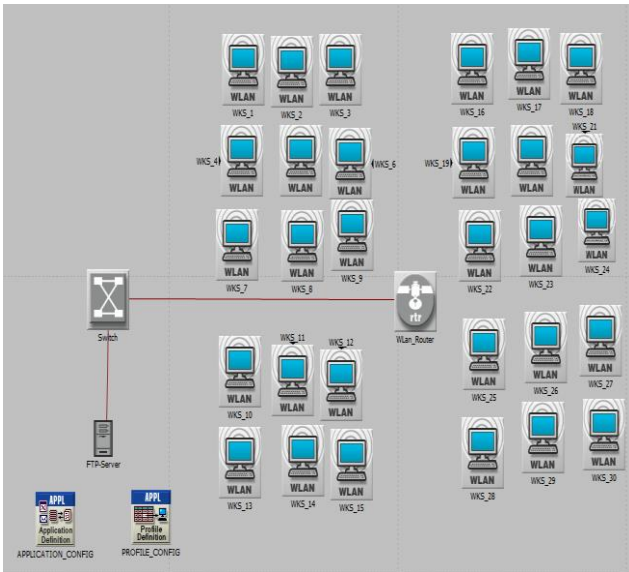 WLAN WLAN WLAN
WKS_1 WKS_2 WKS_3
WLAN WLAN WLAN
WKS_16 WKS_17 WKS_18
WKS_21
WKS_4 WKS_6
WLAN WLAN WLAN
WKS_19
WLAN WLAN WLAN
WLAN WLAN WLAN
WKS_7 WKS_8 WKS_9
WLAN WLAN WLAN
WKS_22 WKS_23 WKS_24
Switch
rtr
WLan_Router
WKS_11 WKS_12
WLAN WLAN WLAN
WKS_10
WLAN WLAN WLAN
WKS_25 WKS_26 WKS_27
WLAN WLAN WLAN
WKS_13 WKS_14 WKS_15
WLAN WLAN WLAN
WKS_28 WKS_29 WKS_30
FTP-Server
APPL
Application
Definition
APPLICATION_CONFIG
APPL
Profile
Definition
PROFILE_CONFIG